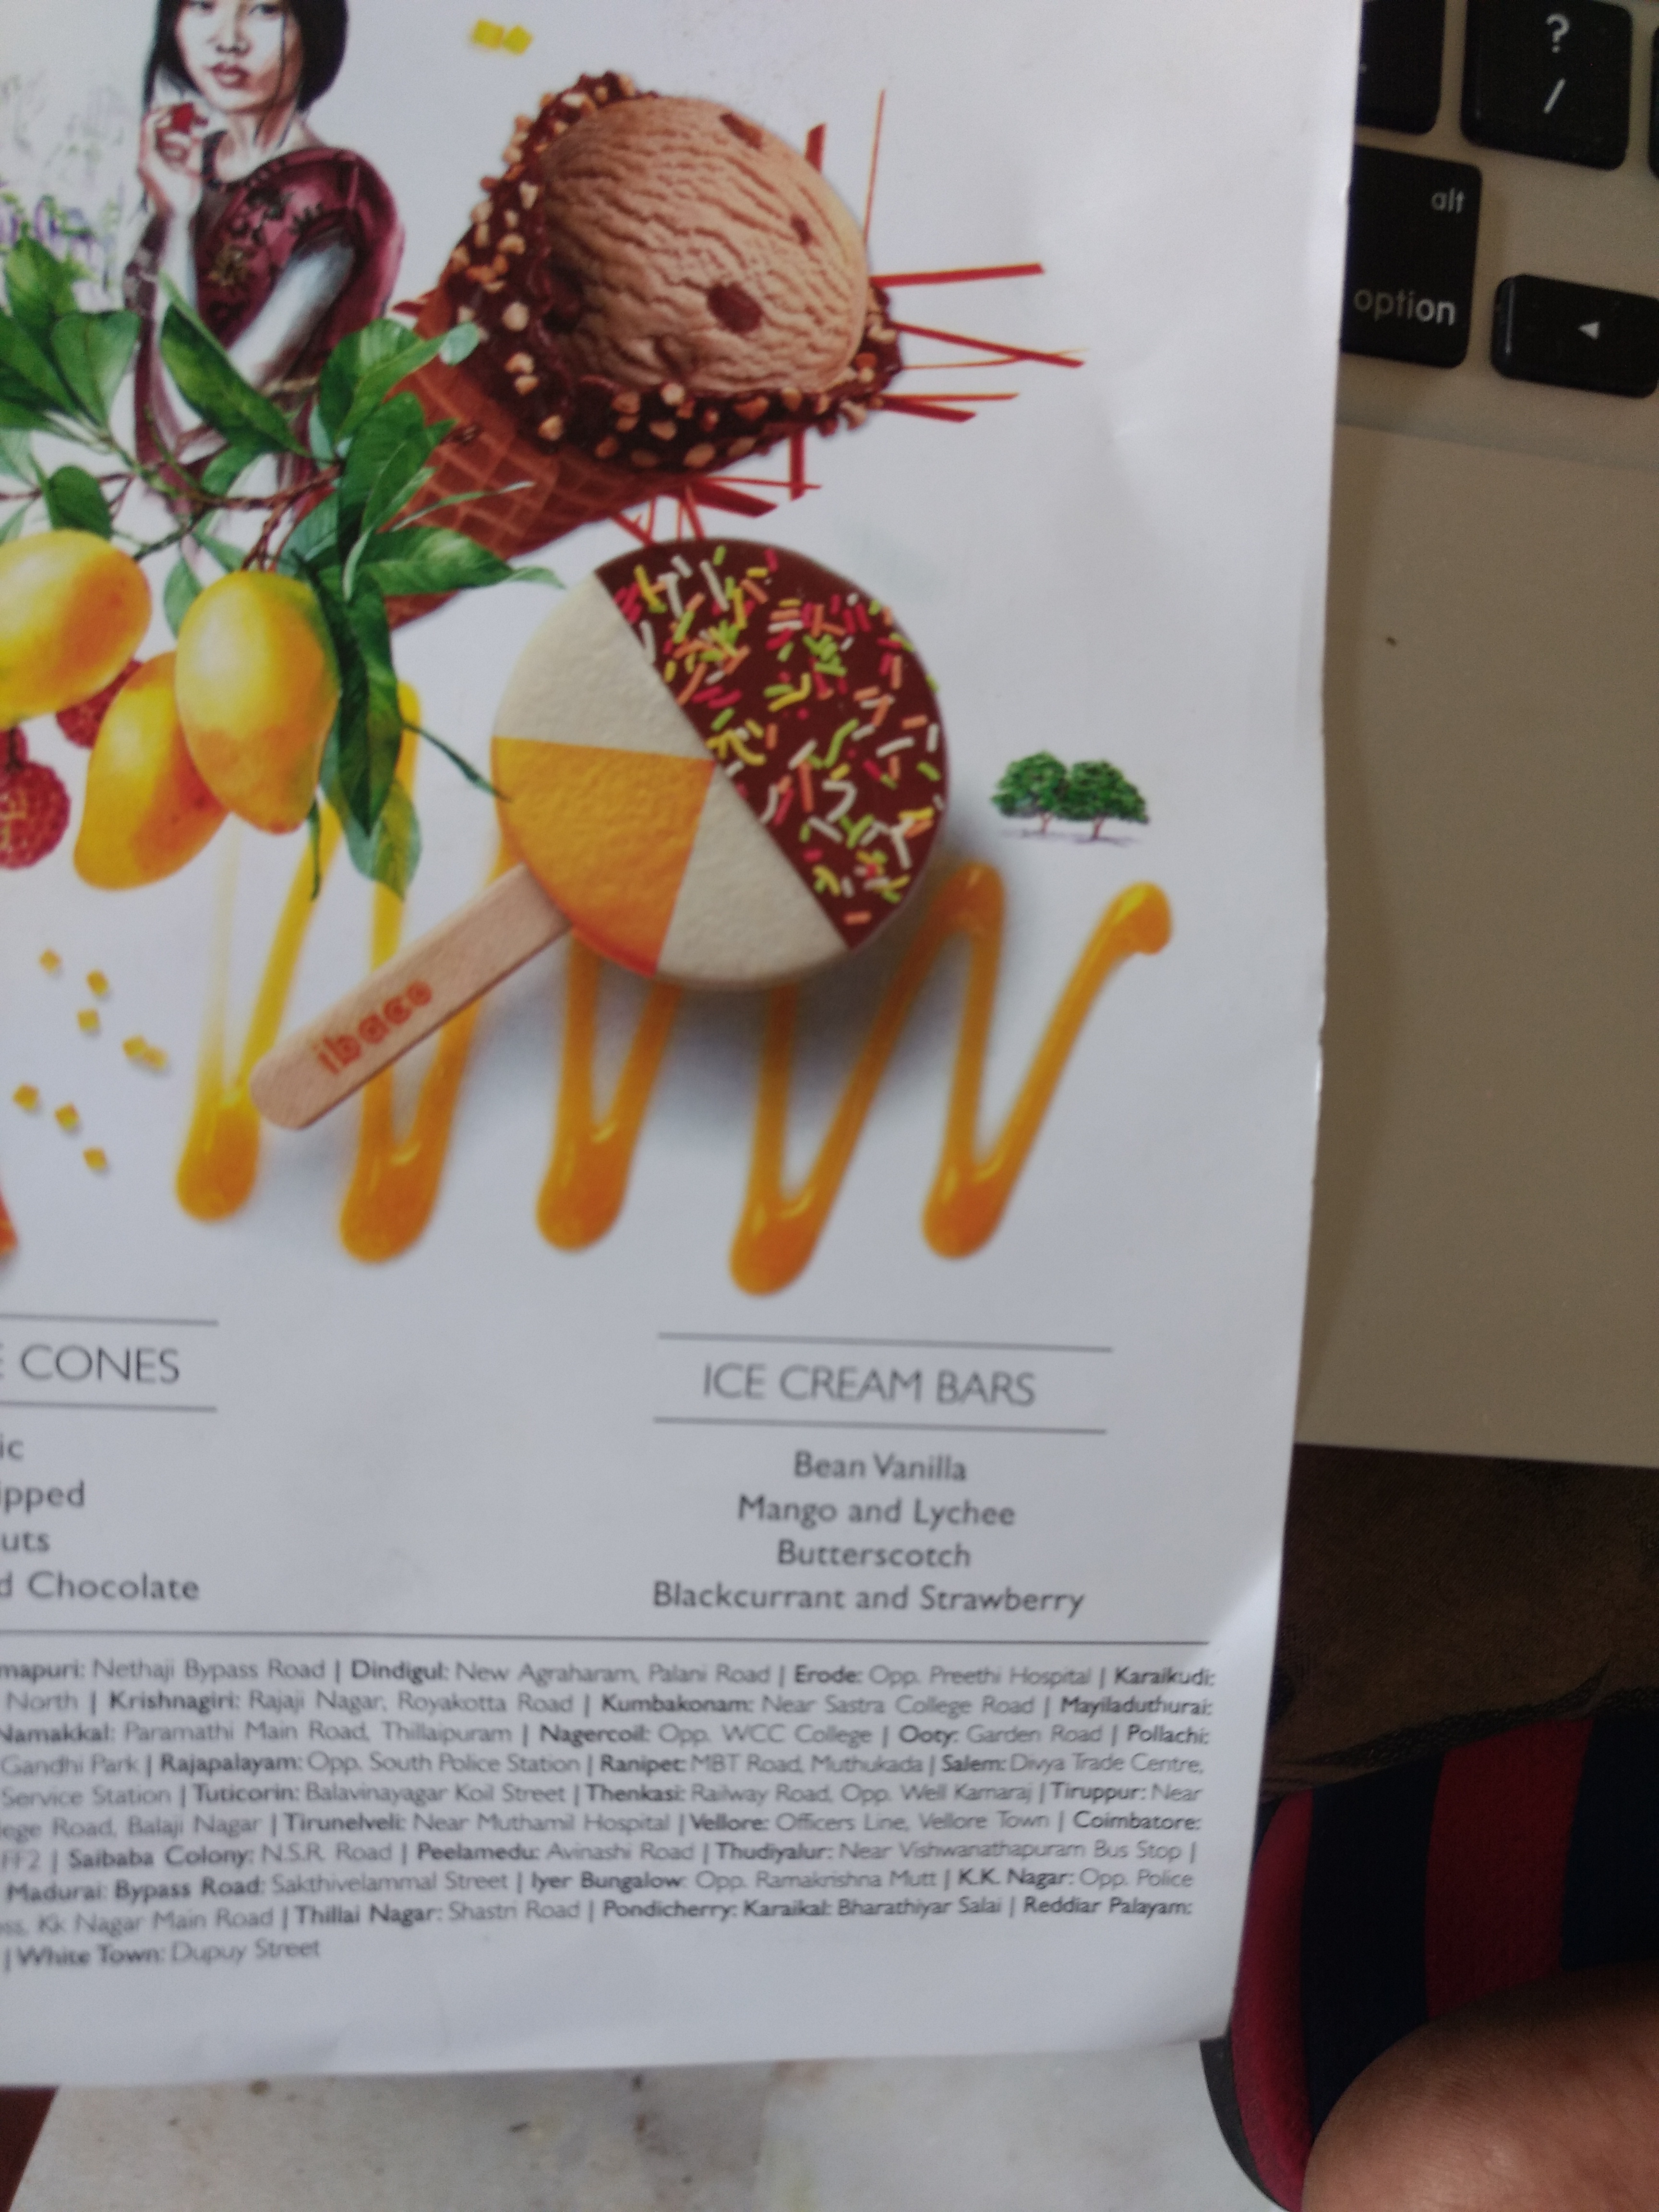 ?
/
alt
option
ibaco
CONES
ICE CREAM BARS
Bean Vanilla
Mango and Lychee
Butterscotch
Blackcurrant and Strawberry
ic
ipped
uts
d Chocolate
mapuri: Nethaji Bypass Road | Dindigul: New Agraharam, Palani Road | Erode: Opp. Preethi Hospital | Karaikudi:
North | Krishnagiri: Rajaji Nagar, Royakotta Road | Kumbakonam: Near Sastra College Road | Mayiladuthurai:
Namakkal: Paramathi Main Road, Thillaipuram | Nagercoil: Opp. WCC College | Ooty: Garden Road | Pollachi:
Gandhi Park | Rajapalayam: Opp. South Police Station | Ranipet: MBT Road, Muthukada | Salem: Divya Trade Centre,
Service Station | Tuticorin: Balavinayagar Koil Street | Thenkasi: Railway Road, Opp. Well Kamaraj | Tiruppur: Near
ege Road, Balaji Nagar | Tirunelveli: Near Muthamil Hospital | Vellore: Officers Line, Vellore Town | Coimbatore:
FF2 | Saibaba Colony: N.S.R. Road | Peelamedu: Avinashi Road | Thudiyalur: Near Vishwanathapuram Bus Stop |
Madurai: Bypass Road: Sakthivelammal Street | Iyer Bungalow: Opp. Ramakrishna Mutt | K.K. Nagar: Opp. Police
ss, Kk Nagar Main Road | Thillai Nagar: Shastri Road | Pondicherry: Karaikal: Bharathiyar Salai | Reddiar Palayam:
| White Town: Dupuy Street